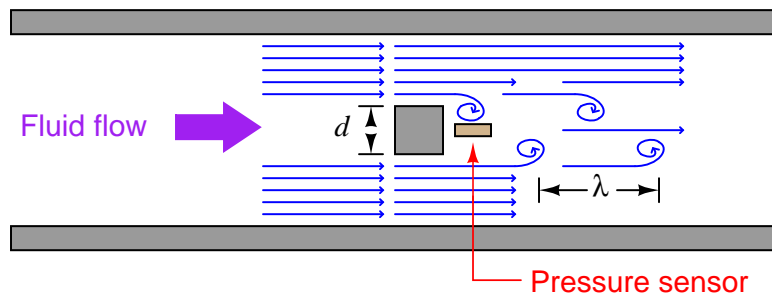 Fluid flow
d
λ
Pressure sensor